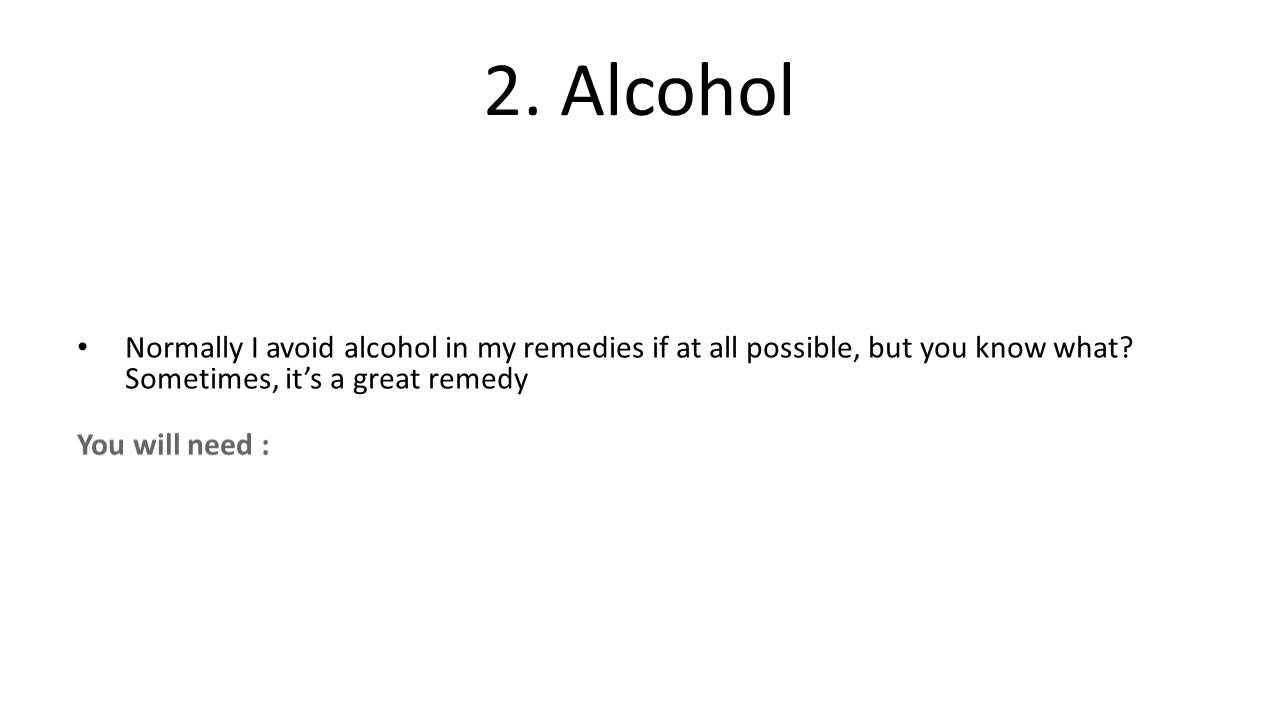 2. Alcohol
• Normally I avoid alcohol in my remedies if at all possible, but you know what?
Sometimes, it’s a great remedy
You will need :